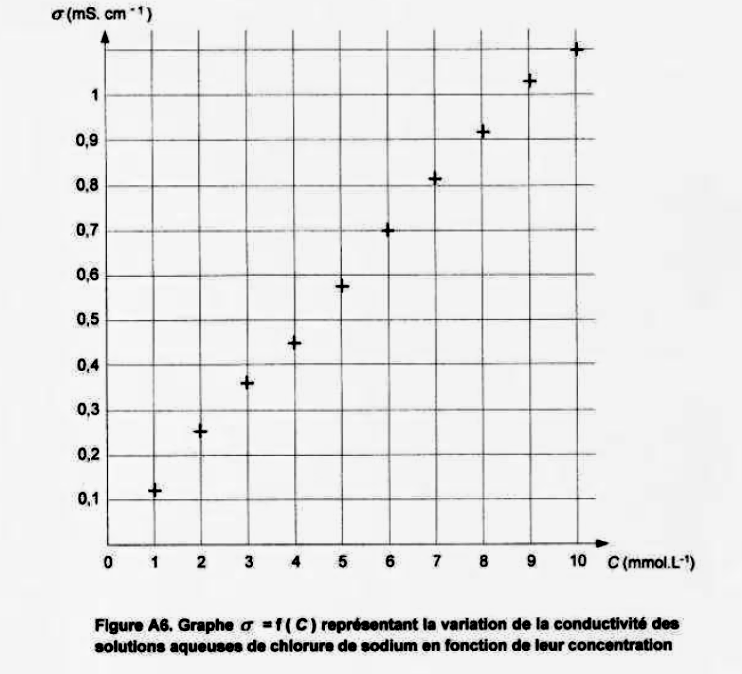 σ (mS. cm⁻¹)
1
0,9
0,8
0,7
0,6
0,5
0,4
0,3
0,2
0,1
0 1 2 3 4 5 6 7 8 9 10 C (mmol.L⁻¹)
Figure A6. Graphe σ = f ( C ) représentant la variation de la conductivité des
solutions aqueuses de chlorure de sodium en fonction de leur concentration